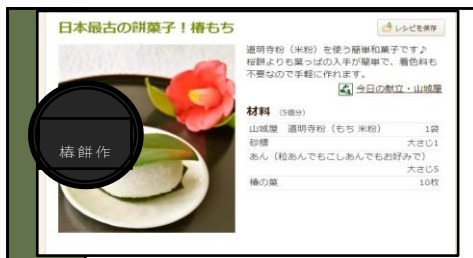 日本最古の餅菓子！椿もち
レシピを保存
道明寺粉（米粉）を使う簡単和菓子です♪
桜餅よりも葉っぱの入手が簡単で、着色料も
不要なので手軽に作れます。
今日の献立・山城屋
材料（5個分）
山城屋 道明寺粉（もち 米粉） 1袋
砂糖 大さじ1
あん（粒あんでもこしあんでもお好みで）
大さじ5
椿の葉 10枚
椿餅作